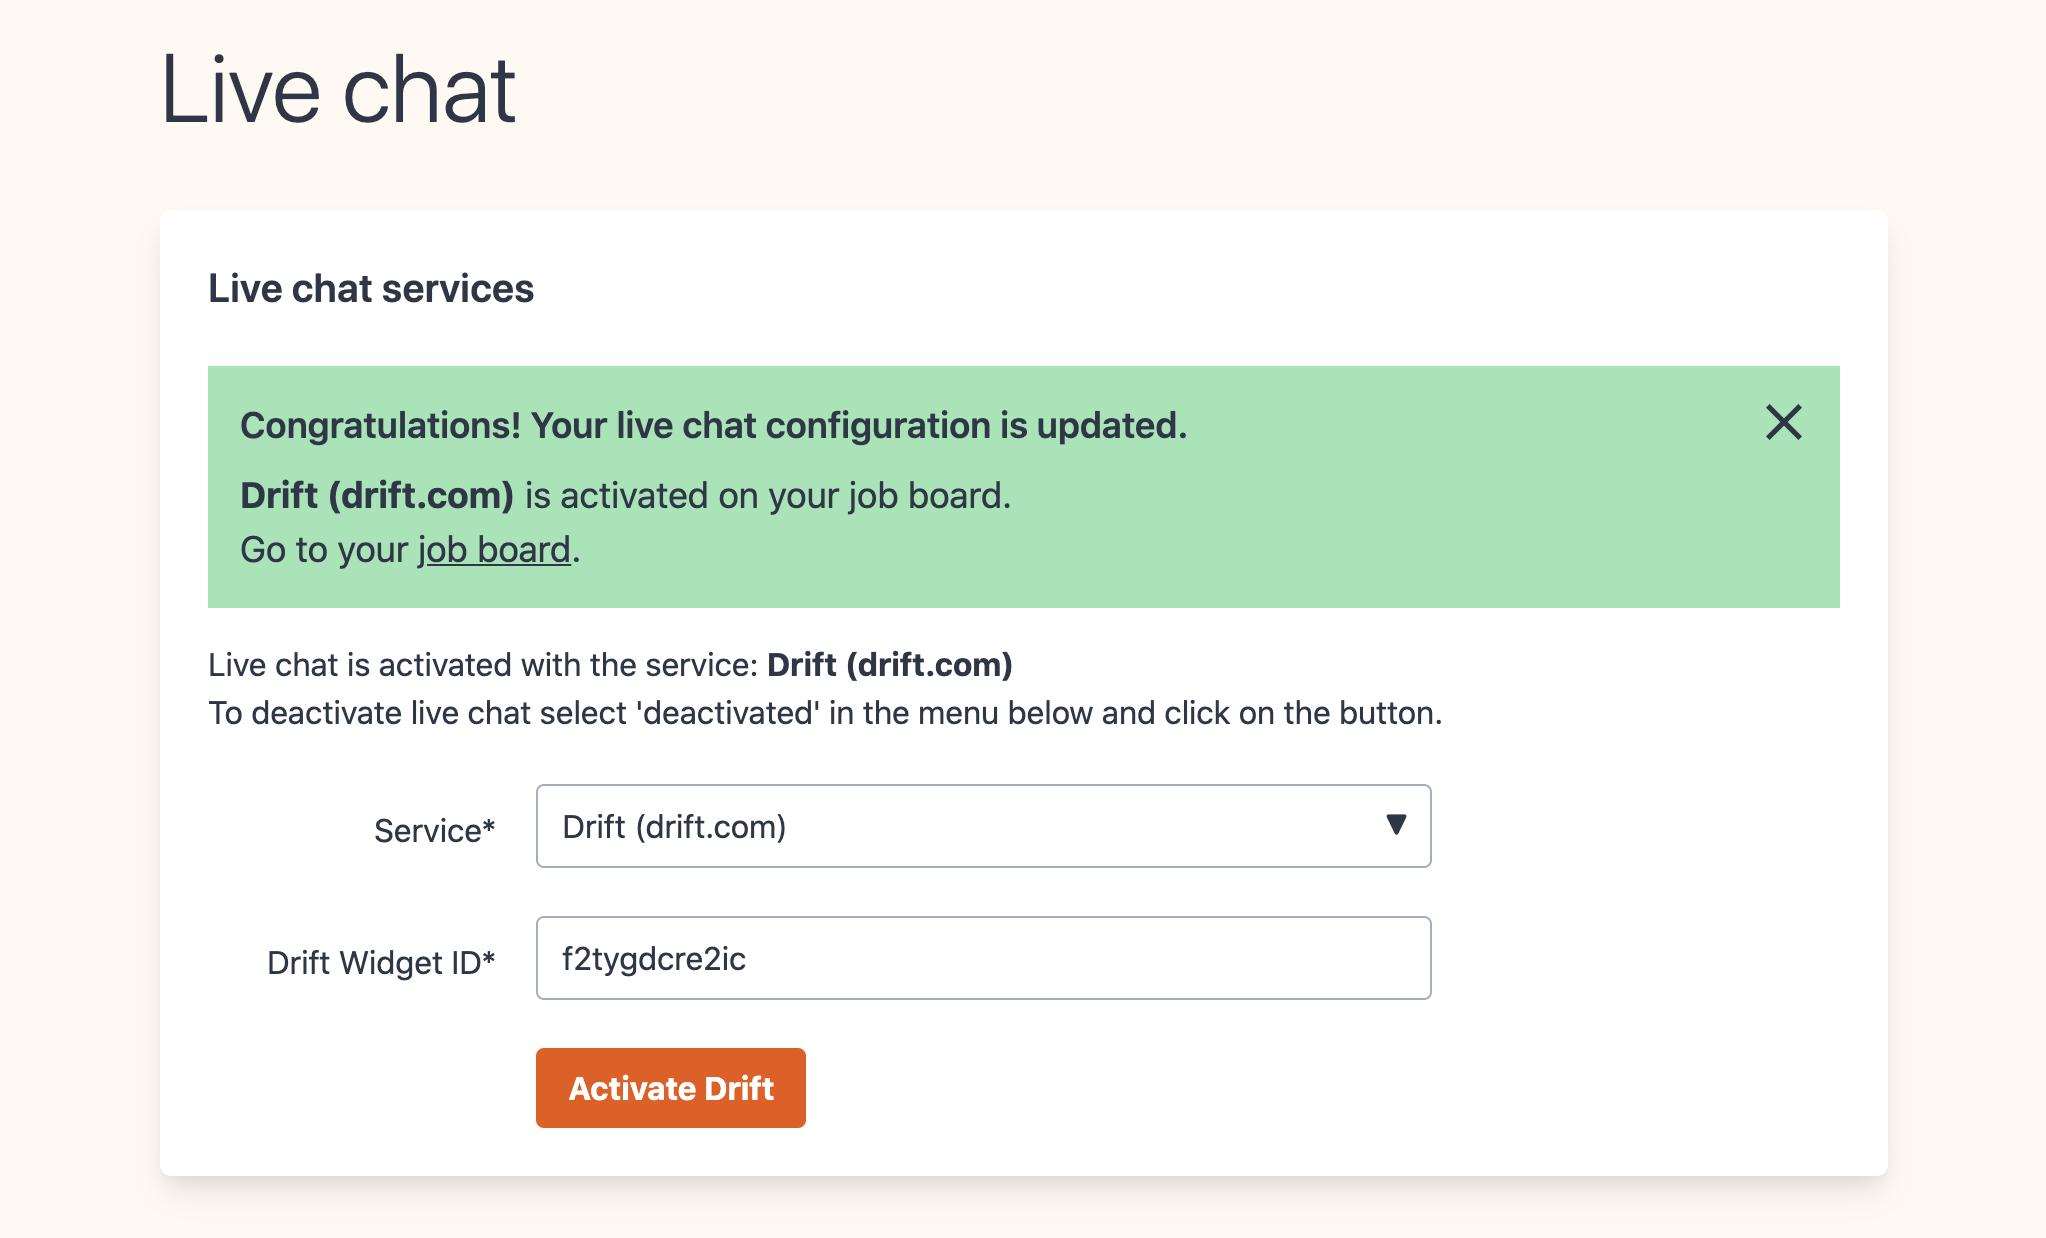 Live chat
Live chat services
Congratulations! Your live chat configuration is updated.
Drift (drift.com) is activated on your job board.
Go to your job board.
Live chat is activated with the service: Drift (drift.com)
To deactivate live chat select 'deactivated' in the menu below and click on the button.
Service* Drift (drift.com)
Drift Widget ID* f2tygdcre2ic
Activate Drift